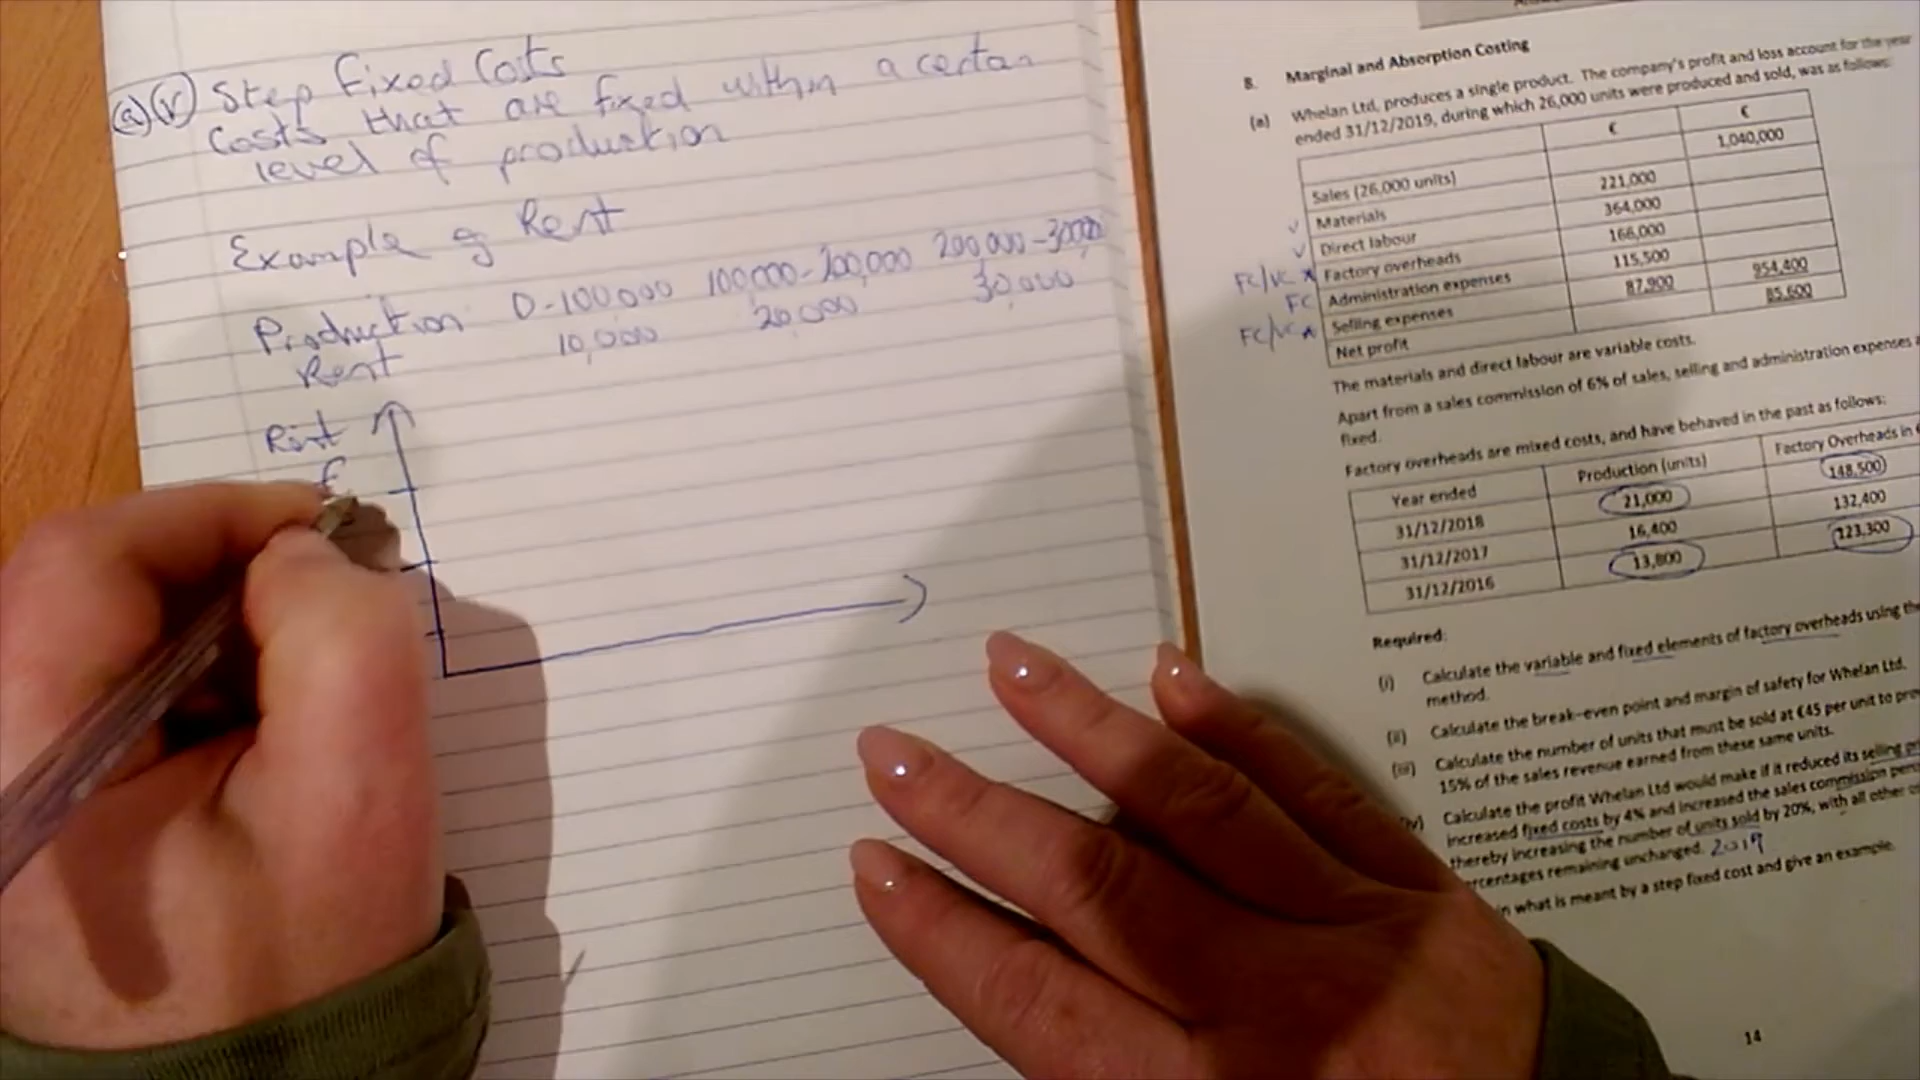 (a)(v) Step Fixed Costs
Costs that are fixed within a certan
level of production
Example g Rent
Production 0-100000 100000-200,000 200,000-300000
Rent 10,000 20,000 30,000
Rent
€
8. Marginal and Absorption Costing
(a) Whelan Ltd, produces a single product. The company's profit and loss account for the year
ended 31/12/2019, during which 26,000 units were produced and sold, was as follows:
€ €
Sales (26,000 units) 1,040,000
√ Materials 221,000
√ Direct labour 364,000
FC/VC * Factory overheads 166,000
FC Administration expenses 115,500
FC/VC * Selling expenses 87,900 954,400
Net profit 85,600
The materials and direct labour are variable costs.
Apart from a sales commission of 6% of sales, selling and administration expenses
fixed.
Factory overheads are mixed costs, and have behaved in the past as follows:
Year ended Production (units) Factory Overheads in
31/12/2018 21,000 148,500
31/12/2017 16,400 132,400
31/12/2016 13,800 123,300
Required:
(i) Calculate the variable and fixed elements of factory overheads using the
method.
(ii) Calculate the break-even point and margin of safety for Whelan Ltd.
(iii) Calculate the number of units that must be sold at €45 per unit to
15% of the sales revenue earned from these same units.
(iv) Calculate the profit Whelan Ltd would make if it reduced its selling
increased fixed costs by 4% and increased the sales commission
thereby increasing the number of units sold by 20%, with all other
percentages remaining unchanged. 2019
what is meant by a step fixed cost and give an example.
14